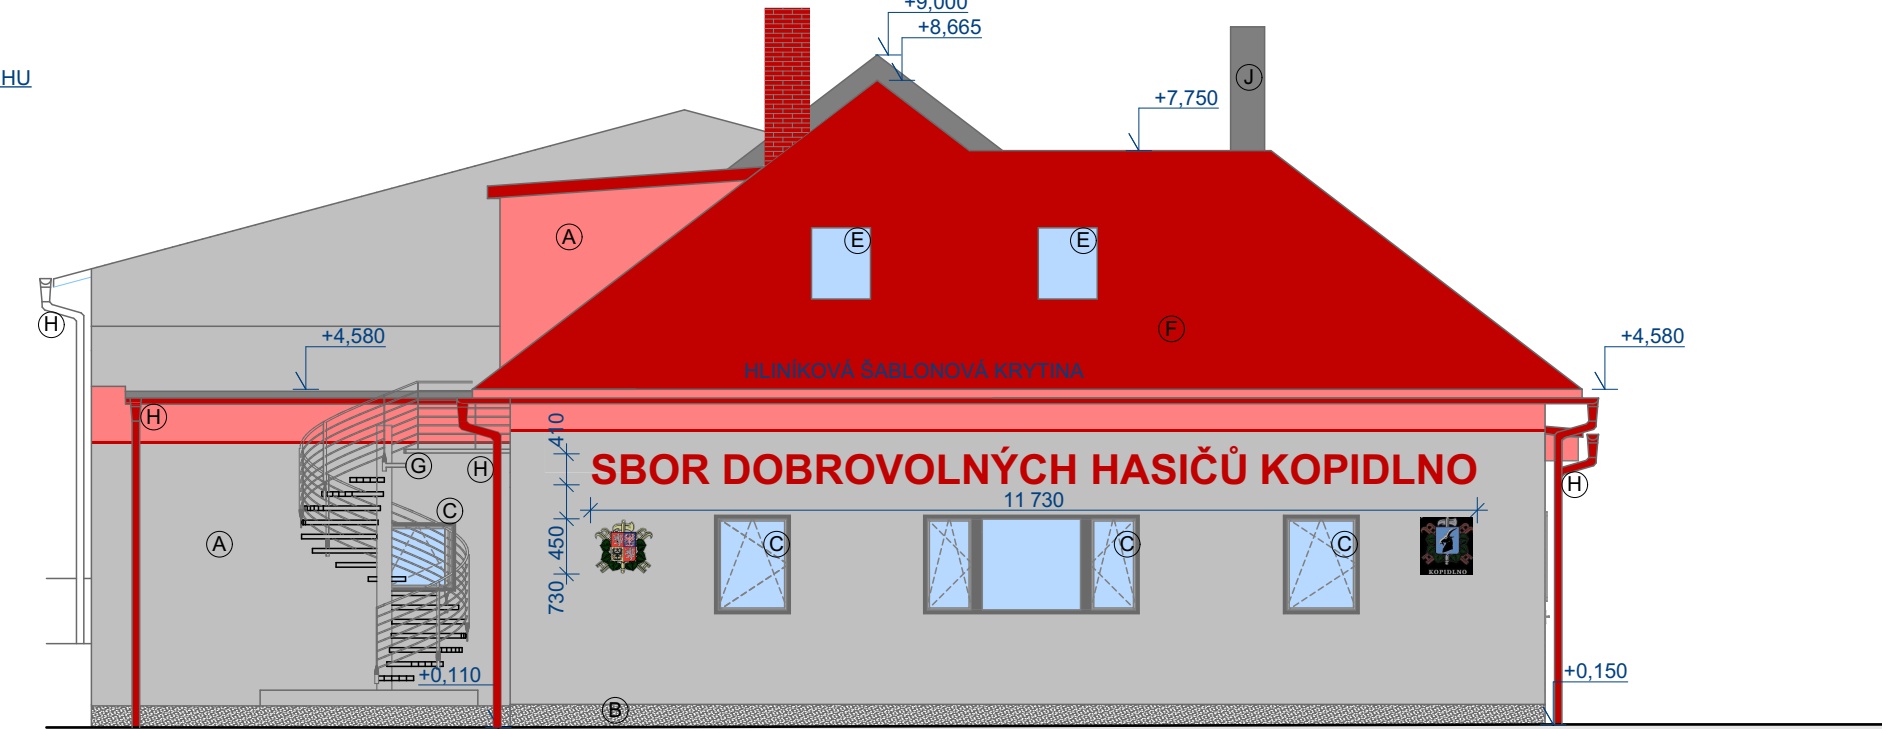 +9,000
+8,665
HU
J
+7,750
A
E
E
H
F
+4,580
+4,580
HLINÍKOVÁ ŠABLONOVÁ KRYTINA
H
410
G
H
SBOR DOBROVOLNÝCH HASIČŮ KOPIDLNO
H
11 730
C
A
450
C
C
C
KOPIDLNO
730
+0,110
+0,150
B